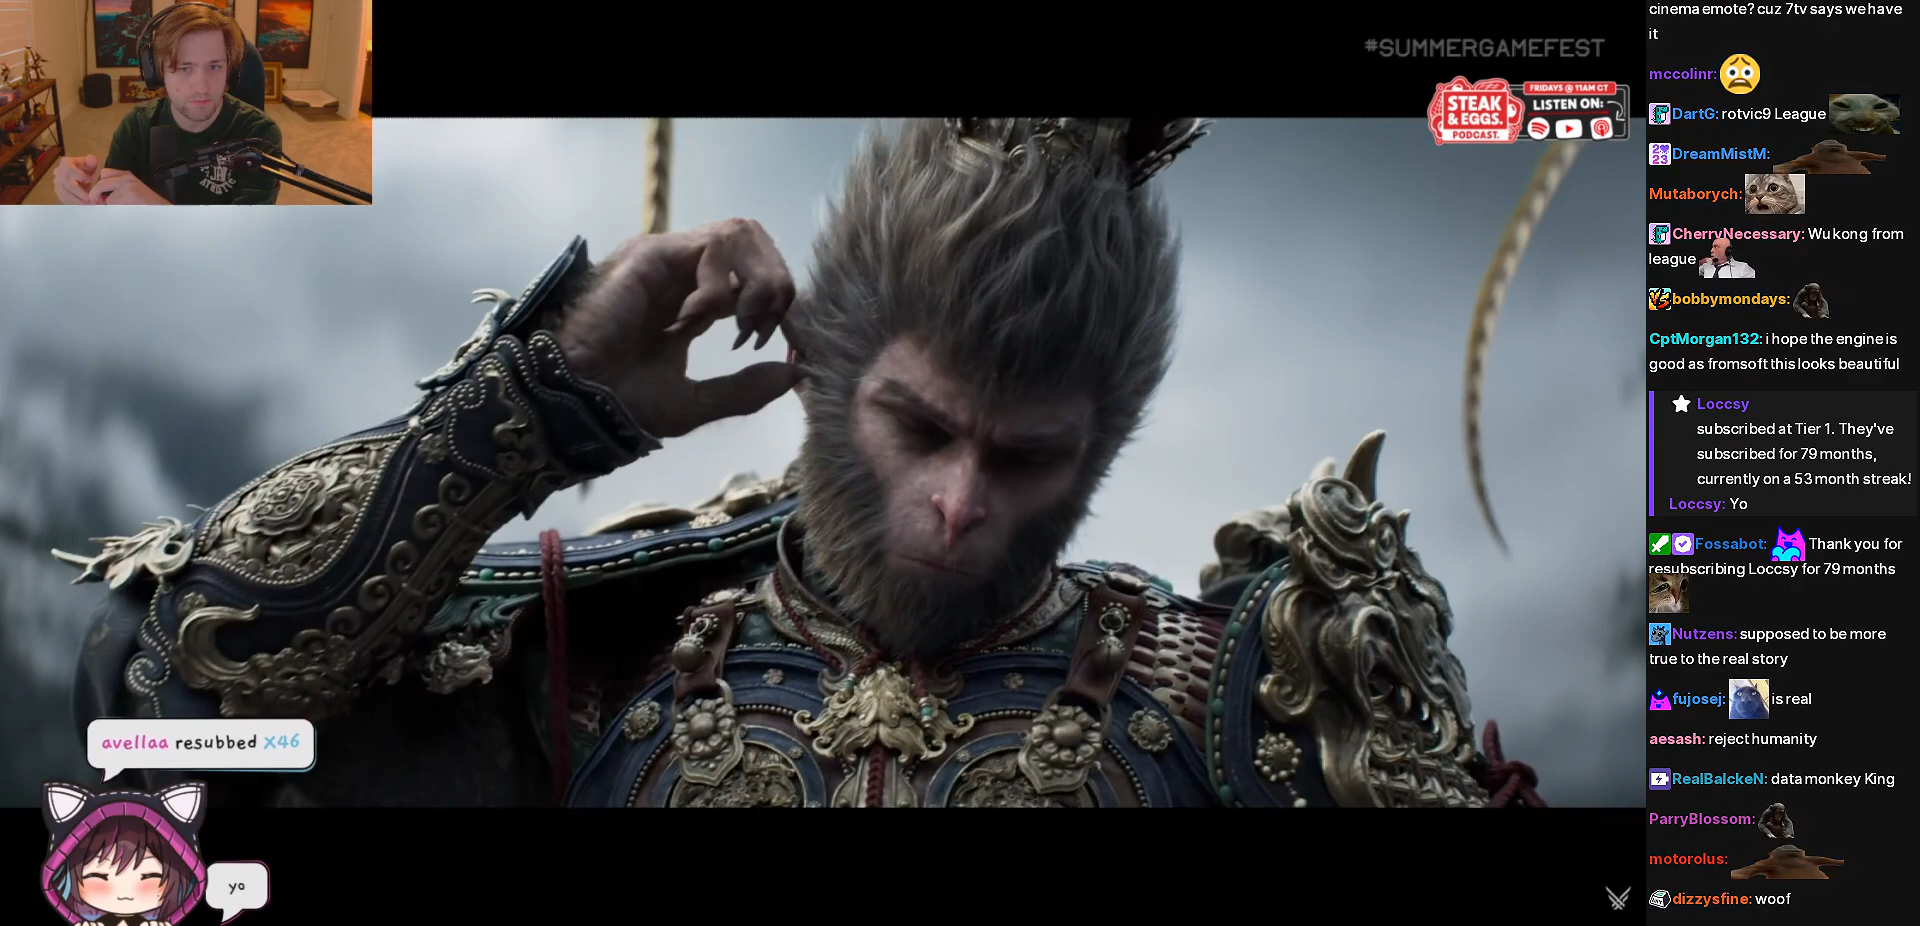 #SUMMERGAMEFEST
STEAK
& EGGS.
PODCAST.
FRIDAYS @ 11AM CT
LISTEN ON:
avellaa resubbed X46
yo
cinema emote? cuz 7tv says we have
it
mccolinr:
DartG: rotvic9 League
DreamMistM:
Mutaborych:
CherryNecessary: Wukong from
league
bobbymondays:
CptMorgan132: i hope the engine is
good as fromsoft this looks beautiful
Loccsy
subscribed at Tier 1. They've
subscribed for 79 months,
currently on a 53 month streak!
Loccsy: Yo
Fossabot: Thank you for
resubscribing Loccsy for 79 months
Nutzens: supposed to be more
true to the real story
fujosej: is real
aesash: reject humanity
RealBalckeN: data monkey King
ParryBlossom:
motorolus:
dizzysfine: woof